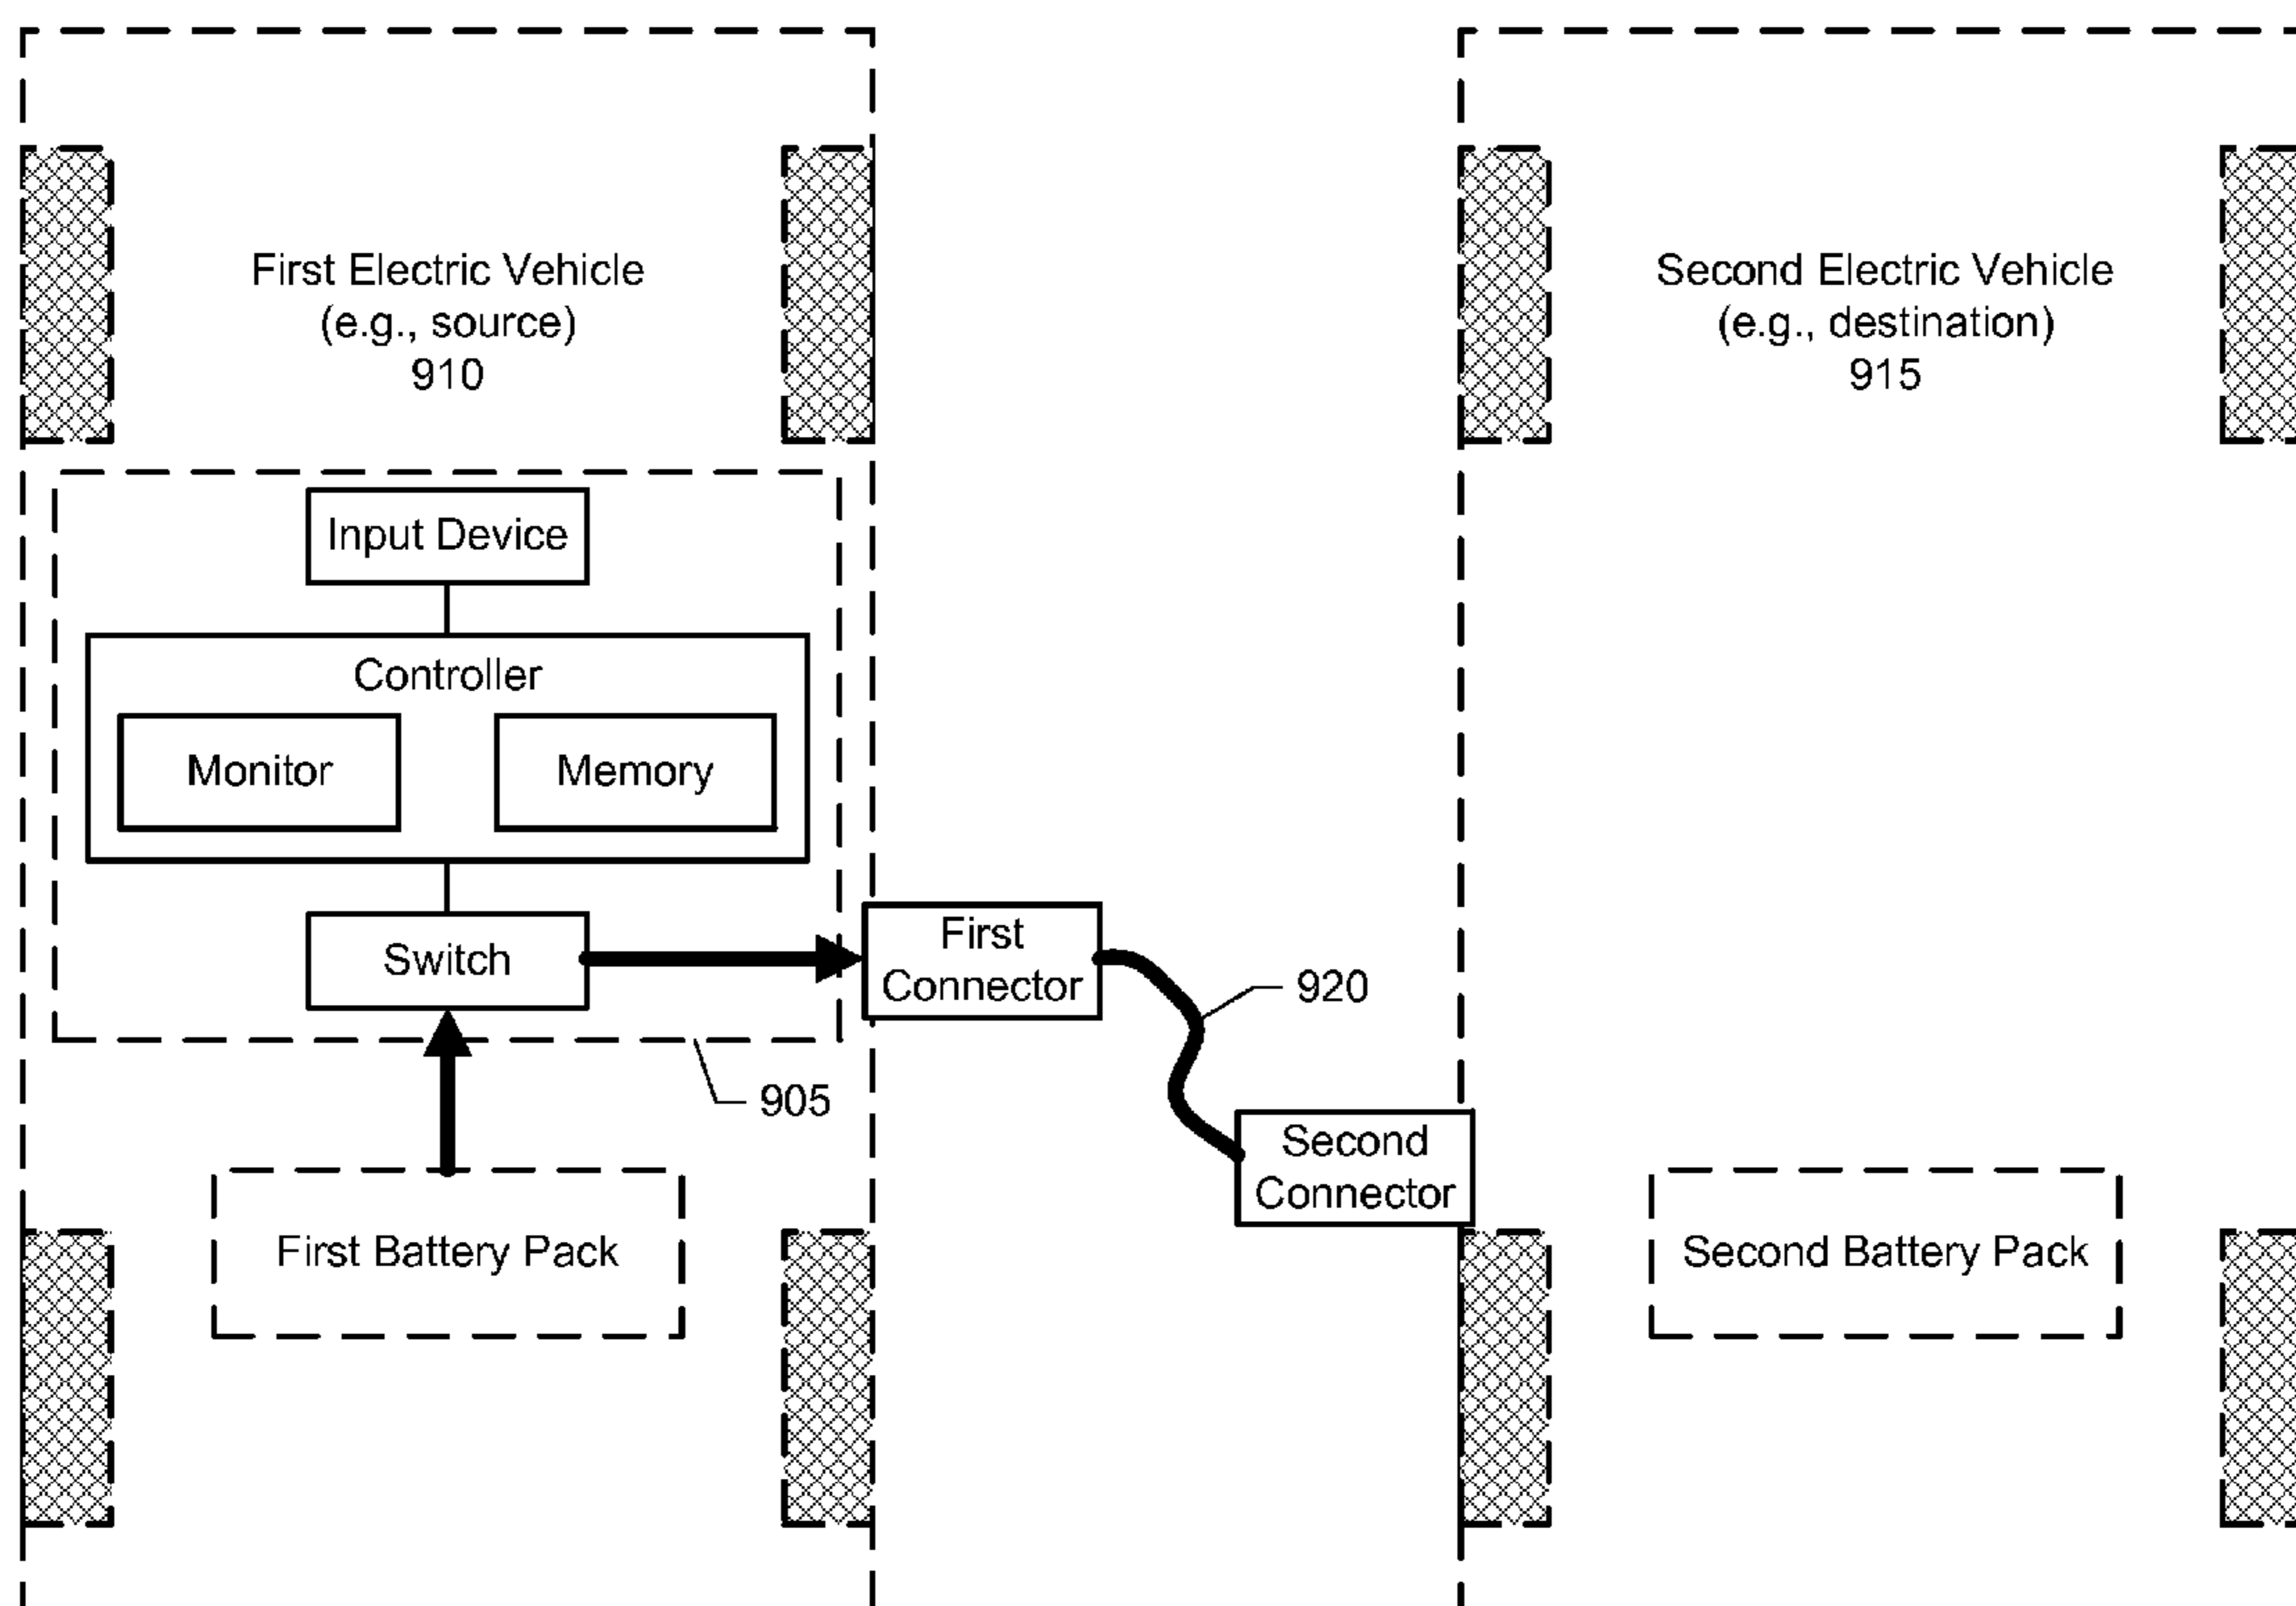 First Electric Vehicle
(e.g., source)
910
Second Electric Vehicle
(e.g., destination)
915
Input Device
Controller
Monitor
Memory
Switch
First
Connector
920
905
Second
Connector
First Battery Pack
Second Battery Pack